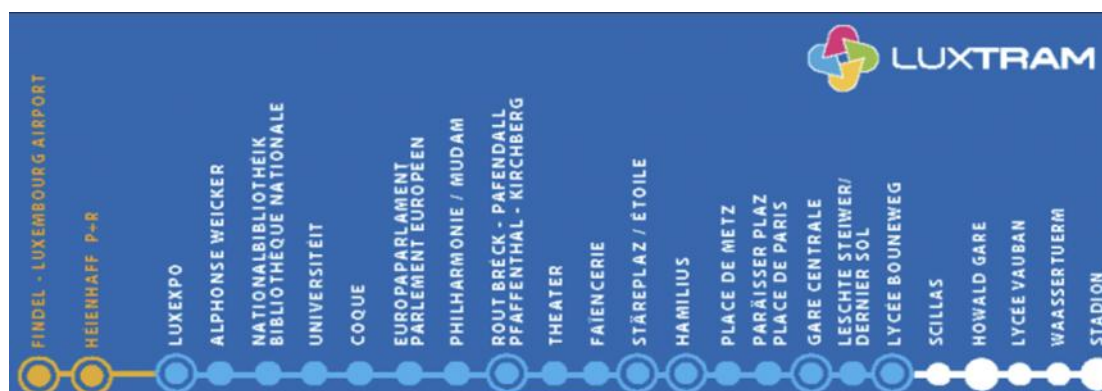 LUXTRAM
FINDEL - LUXEMBOURG AIRPORT
HÉIENHAFF P+R
LUXEXPO
ALPHONSE WEICKER
NATIONALBIBLIOTHÉIK
BIBLIOTHÈQUE NATIONALE
UNIVERSITÉIT
COQUE
EUROPAPARLAMENT
PARLEMENT EUROPÉEN
PHILHARMONIE / MUDAM
ROUT BRÉCK - PAFENDALL
PFAFFENTHAL - KIRCHBERG
THEATER
FAÏENCERIE
STÄREPLAZ / ÉTOILE
HAMILIUS
PLACE DE METZ
PARÄISSER PLAZ
PLACE DE PARIS
GARE CENTRALE
LESCHTE STEIWER/
DERNIER SOL
LYCÉE BOUNEWEG
SCILLAS
HOWALD GARE
LYCÉE VAUBAN
WAASSERTUERM
STADION